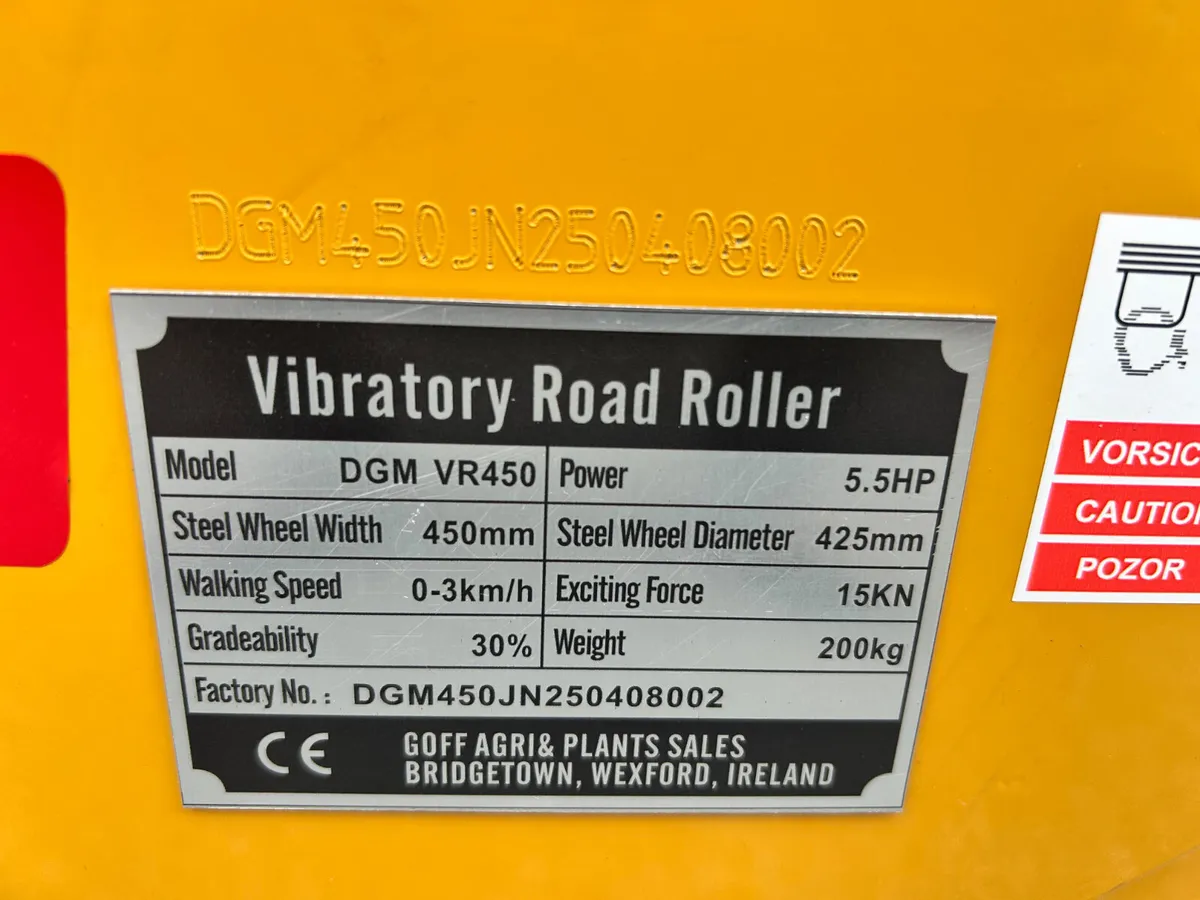 DGM450JN250408002
Vibratory Road Roller
Model DGM VR450 Power 5.5HP
Steel Wheel Width 450mm Steel Wheel Diameter 425mm
Walking Speed 0-3km/h Exciting Force 15KN
Gradeability 30% Weight 200kg
Factory No.: DGM450JN250408002
CE GOFF AGRI& PLANTS SALES
BRIDGETOWN, WEXFORD, IRELAND
VORSIC
CAUTIO
POZOR